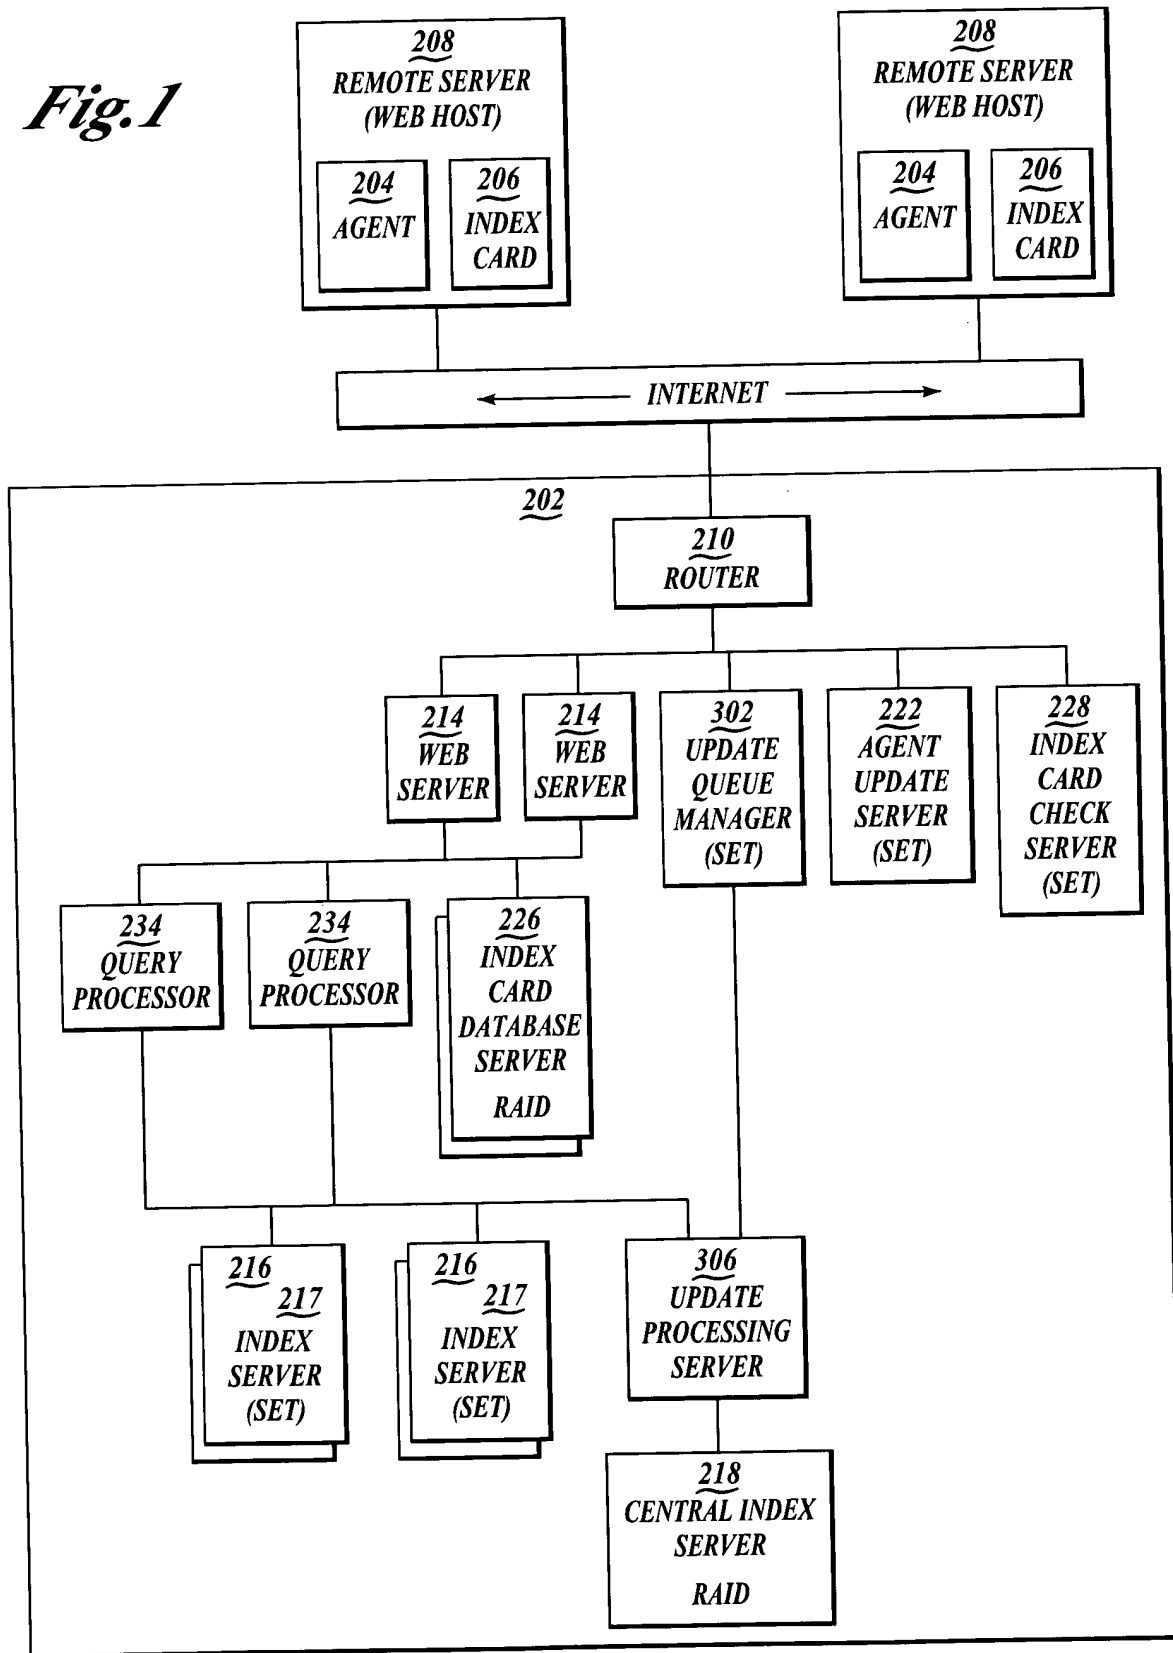 Fig.1
208
REMOTE SERVER
(WEB HOST)
204
AGENT
206
INDEX
CARD
208
REMOTE SERVER
(WEB HOST)
204
AGENT
206
INDEX
CARD
INTERNET
202
210
ROUTER
214
WEB
SERVER
214
WEB
SERVER
302
UPDATE
QUEUE
MANAGER
(SET)
222
AGENT
UPDATE
SERVER
(SET)
228
INDEX
CARD
CHECK
SERVER
(SET)
234
QUERY
PROCESSOR
234
QUERY
PROCESSOR
226
INDEX
CARD
DATABASE
SERVER
RAID
216
217
INDEX
SERVER
(SET)
216
217
INDEX
SERVER
(SET)
306
UPDATE
PROCESSING
SERVER
218
CENTRAL INDEX
SERVER
RAID